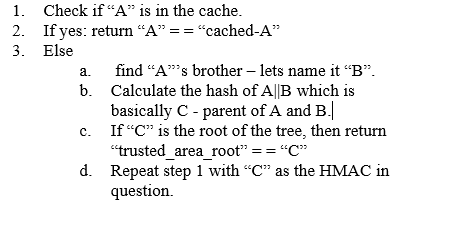 1. Check if “A” is in the cache.
2. If yes: return “A” = = “cached-A”
3. Else
a. find “A”’s brother – lets name it “B”.
b. Calculate the hash of A||B which is
basically C - parent of A and B.
c. If “C” is the root of the tree, then return
“trusted_area_root” = = “C”
d. Repeat step 1 with “C” as the HMAC in
question.